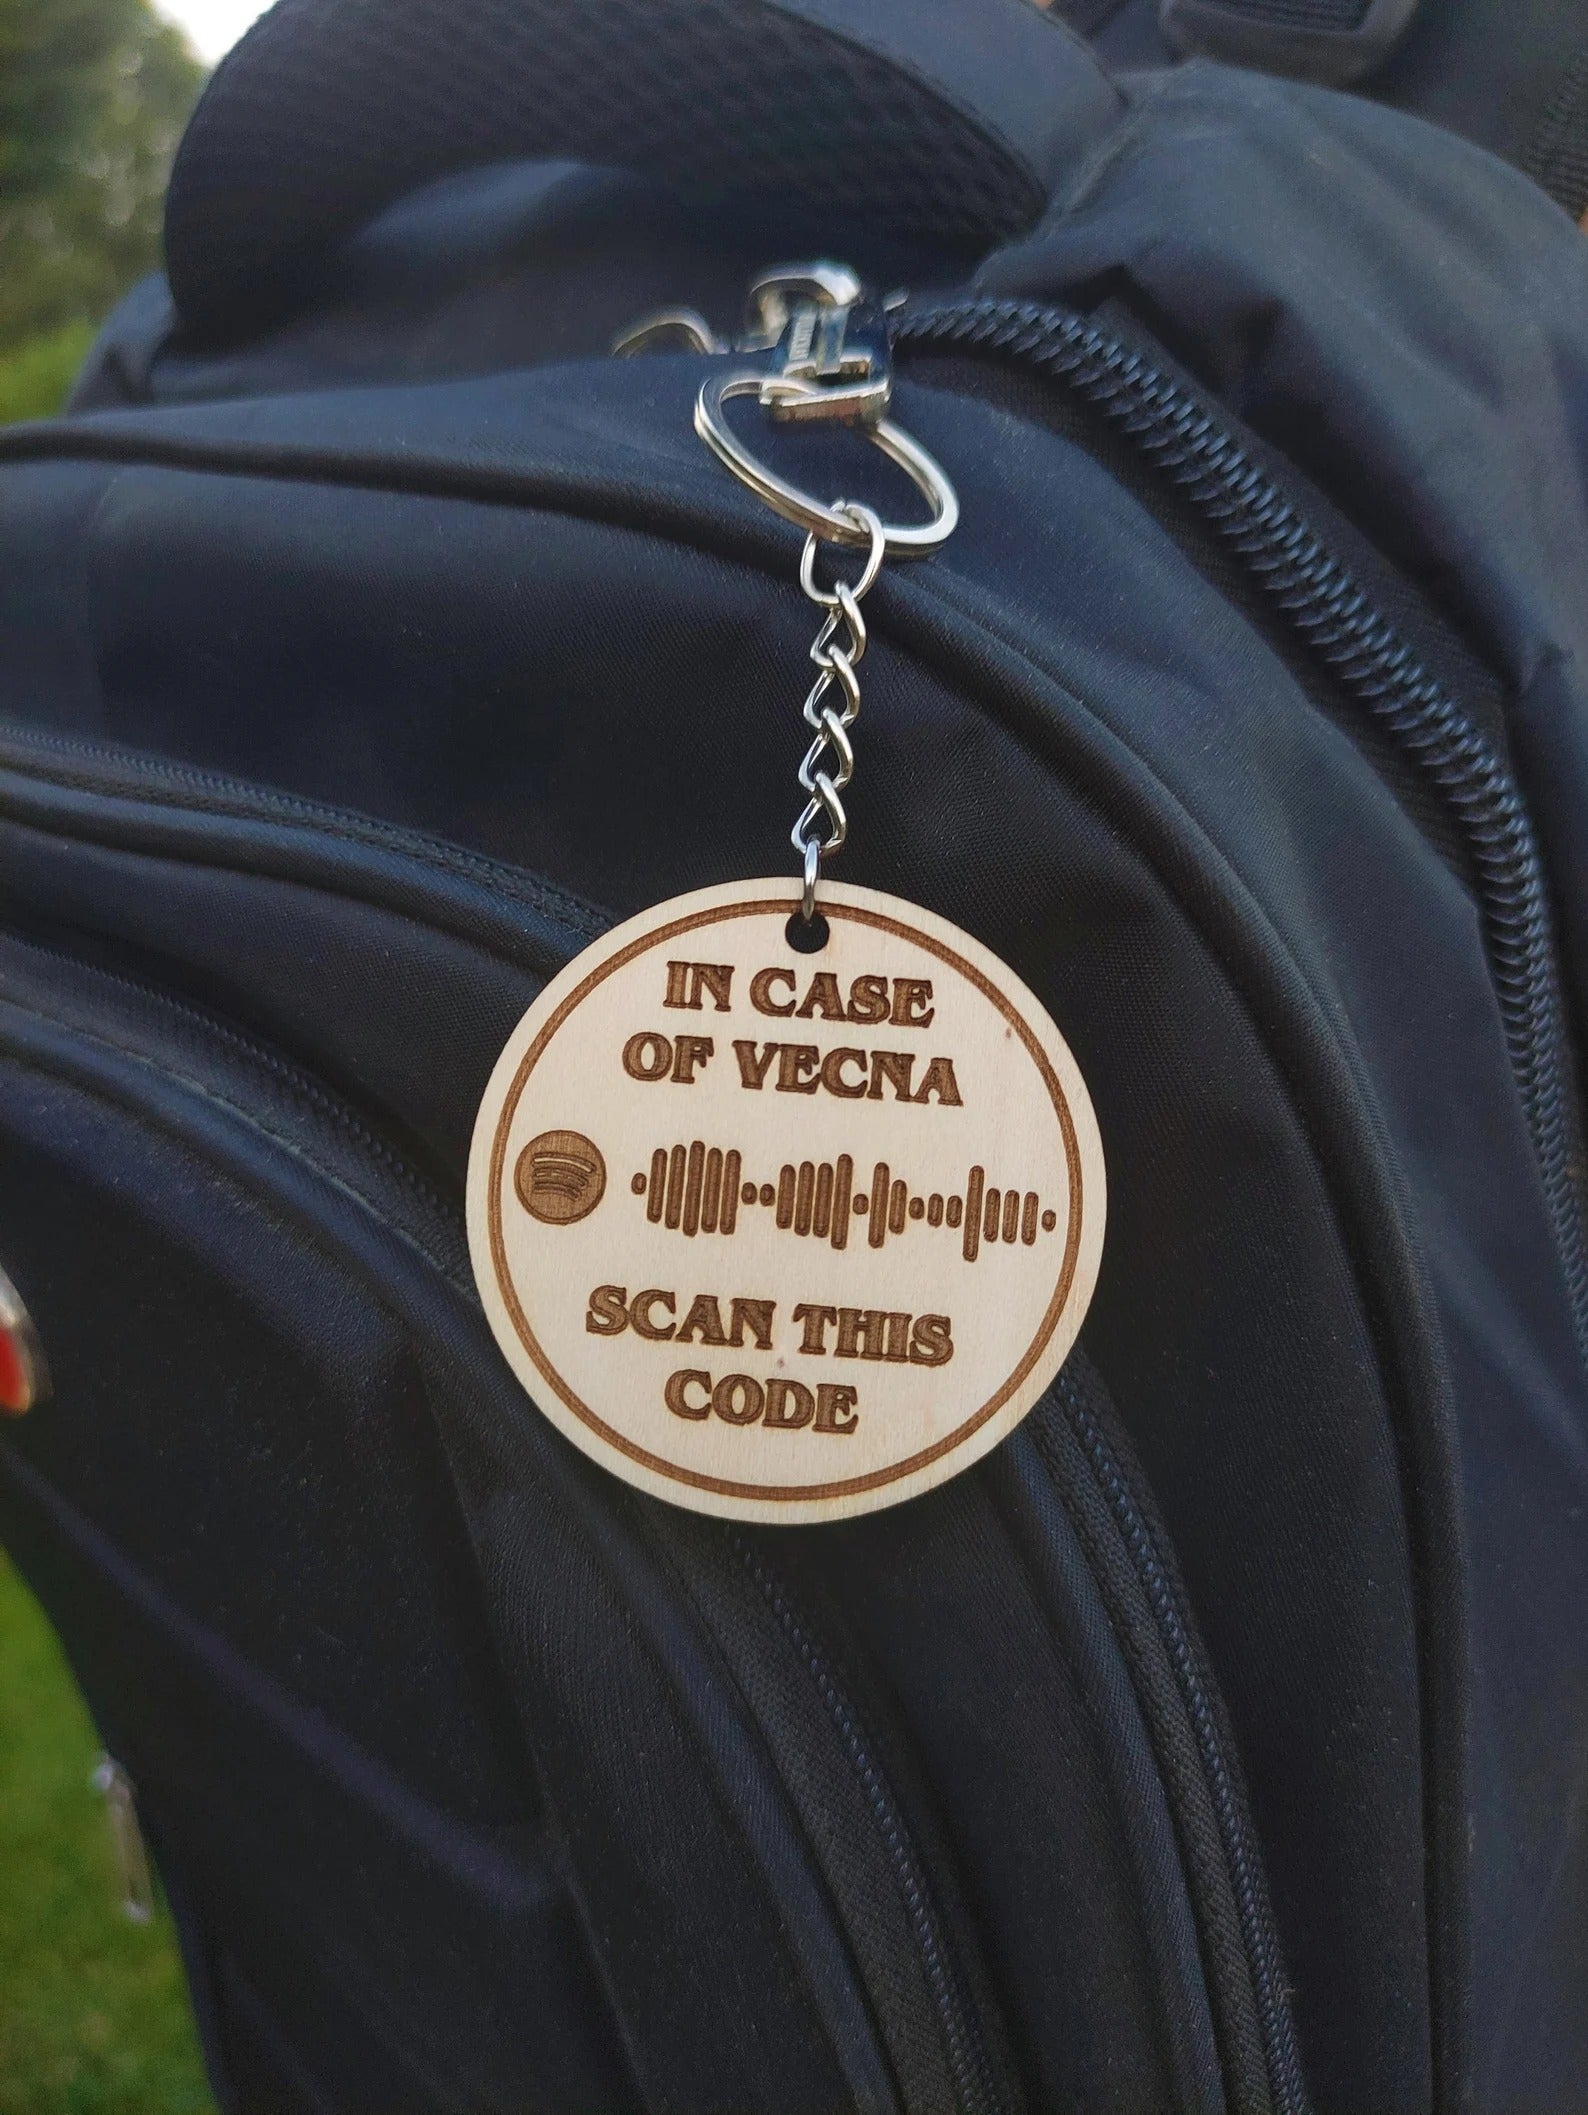 IN CASE
OF VECNA
SCAN THIS
CODE